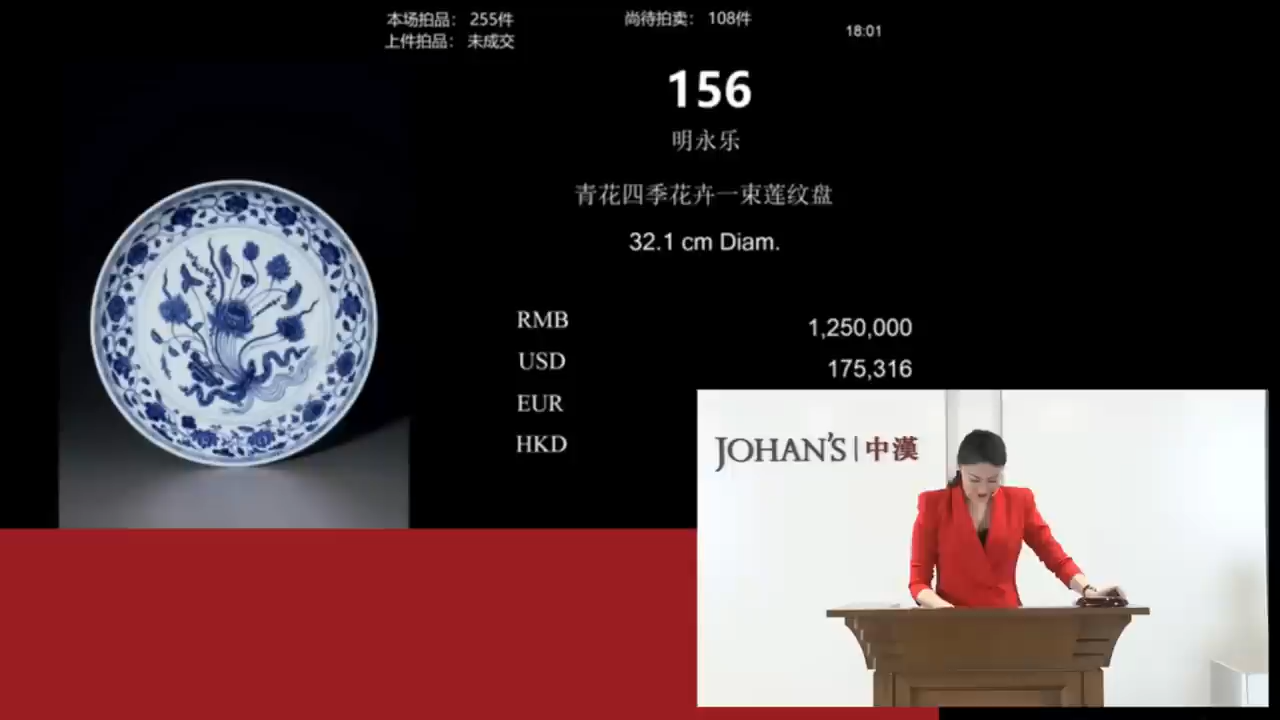 本场拍品： 255件
上件拍品： 未成交
尚待拍卖： 108件
18:01
156
明永乐
青花四季花卉一束莲纹盘
32.1 cm Diam.
RMB 1,250,000
USD 175,316
EUR
HKD
JOHAN'S | 中漢